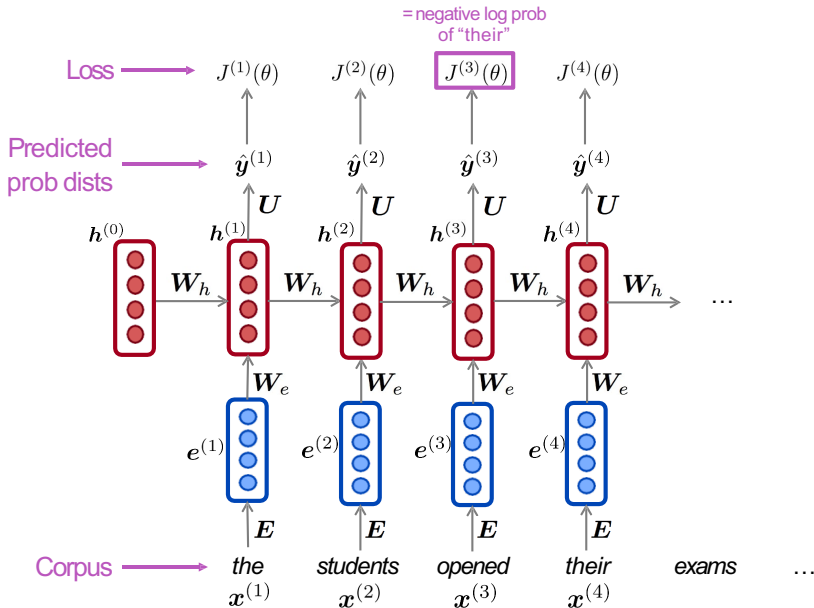 = negative log prob
of “their”
Loss J⁽¹⁾(θ) J⁽²⁾(θ) J⁽³⁾(θ) J⁽⁴⁾(θ)
Predicted
prob dists
ŷ⁽¹⁾ ŷ⁽²⁾ ŷ⁽³⁾ ŷ⁽⁴⁾
U U U U
h⁽⁰⁾ h⁽¹⁾ h⁽²⁾ h⁽³⁾ h⁽⁴⁾
W_h W_h W_h W_h W_h ...
W_e W_e W_e W_e
e⁽¹⁾ e⁽²⁾ e⁽³⁾ e⁽⁴⁾
E E E E
Corpus the students opened their exams ...
x⁽¹⁾ x⁽²⁾ x⁽³⁾ x⁽⁴⁾